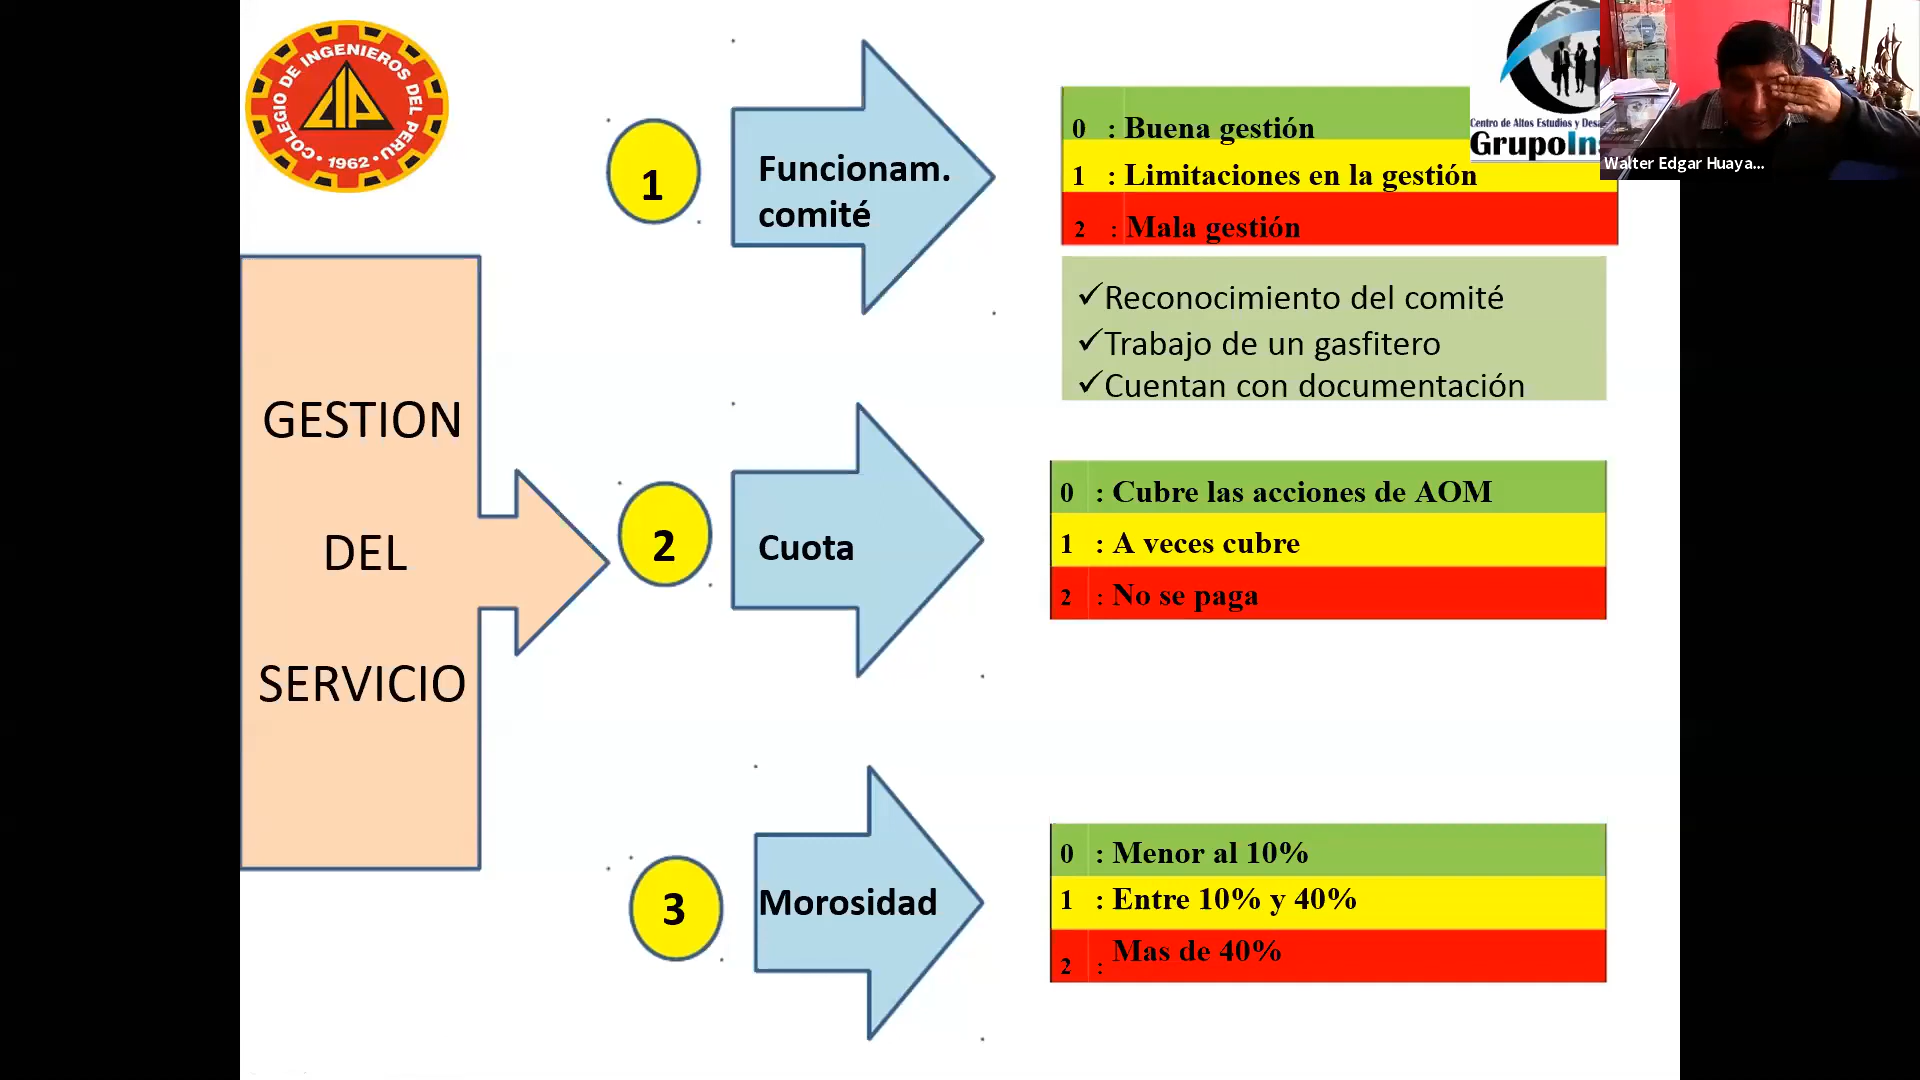 COLEGIO DE INGENIEROS DEL PERU
CIP
• 1962 •
GESTION
DEL
SERVICIO
1
Funcionam.
comité
0 : Buena gestión
1 : Limitaciones en la gestión
2 : Mala gestión
✓Reconocimiento del comité
✓Trabajo de un gasfitero
✓Cuentan con documentación
2
Cuota
0 : Cubre las acciones de AOM
1 : A veces cubre
2 : No se paga
3
Morosidad
0 : Menor al 10%
1 : Entre 10% y 40%
2 : Mas de 40%
Centro de Altos Estudios y
Walter Edgar Huaya...